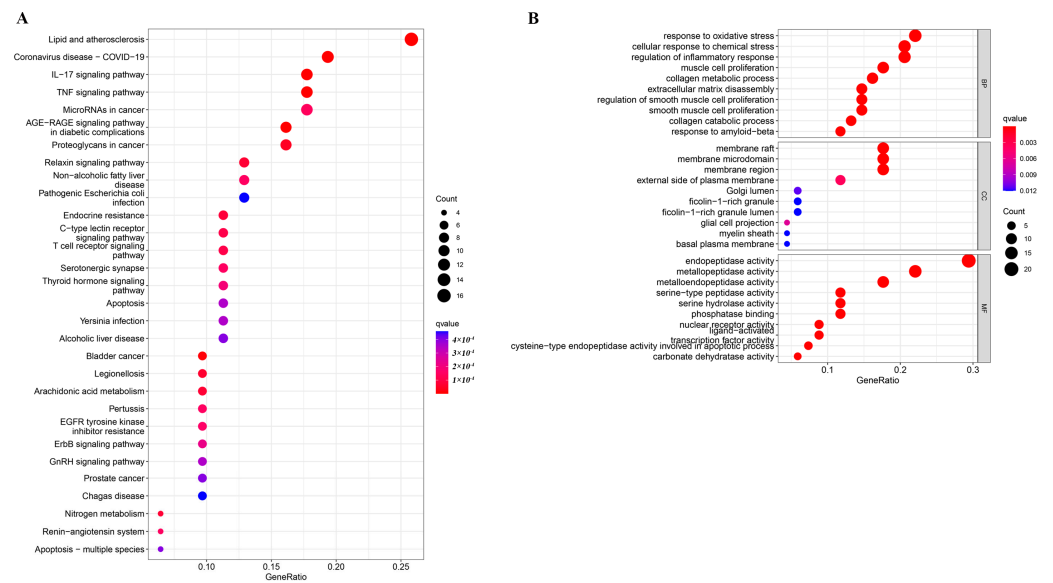 A
Lipid and atherosclerosis
Coronavirus disease − COVID−19
IL−17 signaling pathway
TNF signaling pathway
MicroRNAs in cancer
AGE−RAGE signaling pathway
in diabetic complications
Proteoglycans in cancer
Relaxin signaling pathway
Non−alcoholic fatty liver
disease
Pathogenic Escherichia coli
infection
Endocrine resistance
C−type lectin receptor
signaling pathway
T cell receptor signaling
pathway
Serotonergic synapse
Thyroid hormone signaling
pathway
Apoptosis
Yersinia infection
Alcoholic liver disease
Bladder cancer
Legionellosis
Arachidonic acid metabolism
Pertussis
EGFR tyrosine kinase
inhibitor resistance
ErbB signaling pathway
GnRH signaling pathway
Prostate cancer
Chagas disease
Nitrogen metabolism
Renin−angiotensin system
Apoptosis − multiple species
0.10
0.15
0.20
0.25
GeneRatio
Count
4
6
8
10
12
14
16
qvalue
4×10⁻⁴
3×10⁻⁴
2×10⁻⁴
1×10⁻⁴
B
response to oxidative stress
cellular response to chemical stress
regulation of inflammatory response
muscle cell proliferation
collagen metabolic process
extracellular matrix disassembly
regulation of smooth muscle cell proliferation
smooth muscle cell proliferation
collagen catabolic process
response to amyloid−beta
BP
membrane raft
membrane microdomain
membrane region
external side of plasma membrane
Golgi lumen
ficolin−1−rich granule
ficolin−1−rich granule lumen
glial cell projection
myelin sheath
basal plasma membrane
CC
endopeptidase activity
metallopeptidase activity
metalloendopeptidase activity
serine−type peptidase activity
serine hydrolase activity
phosphatase binding
nuclear receptor activity
ligand−activated
transcription factor activity
cysteine−type endopeptidase activity involved in apoptotic process
carbonate dehydratase activity
MF
0.1
0.2
0.3
GeneRatio
qvalue
0.003
0.006
0.009
0.012
Count
5
10
15
20